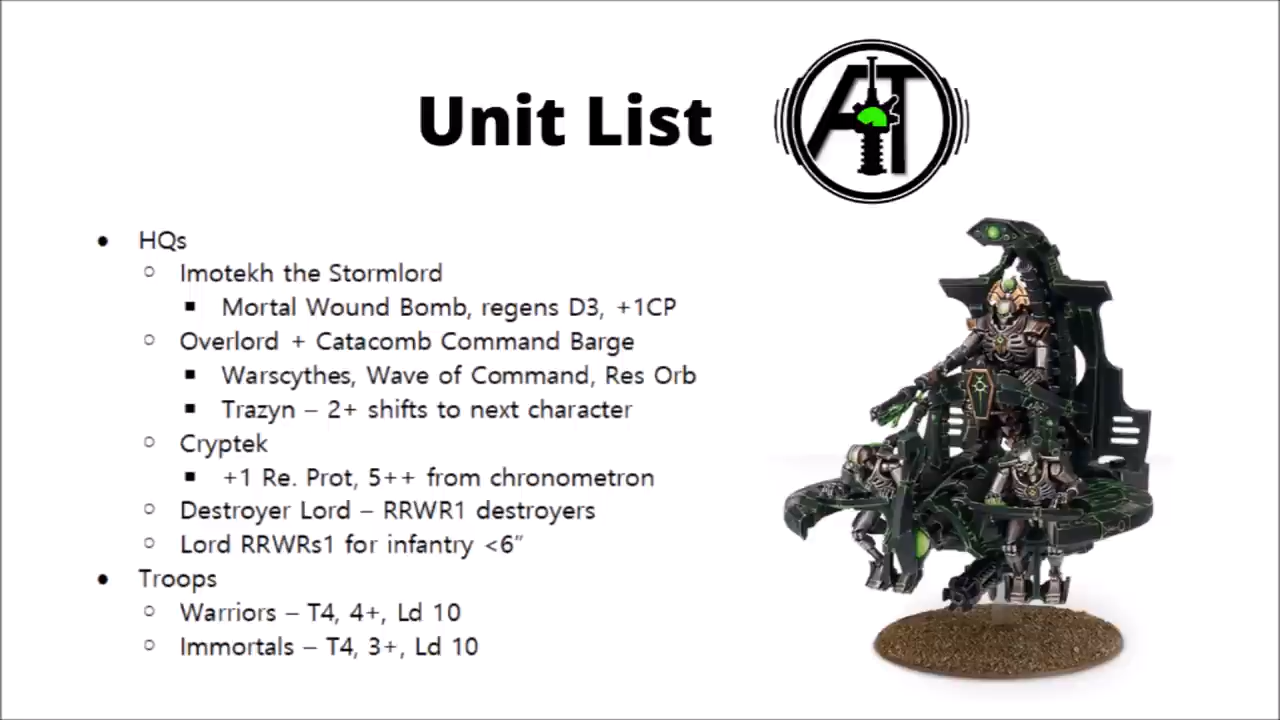 Unit List
AT
HQs
Imotekh the Stormlord
Mortal Wound Bomb, regens D3, +1CP
Overlord + Catacomb Command Barge
Warscythes, Wave of Command, Res Orb
Trazyn – 2+ shifts to next character
Cryptek
+1 Re. Prot, 5++ from chronometron
Destroyer Lord – RRWR1 destroyers
Lord RRWRs1 for infantry <6”
Troops
Warriors – T4, 4+, Ld 10
Immortals – T4, 3+, Ld 10